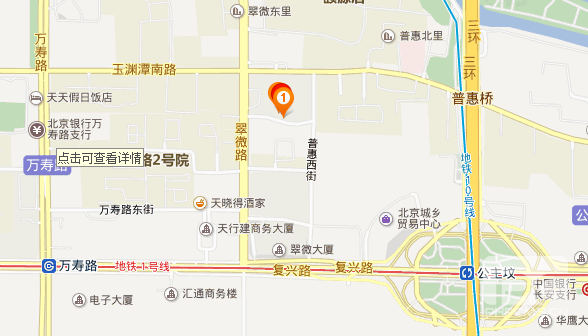 翠微东里
普惠北里
三环
三环
万寿路
玉渊潭南路
天天假日饭店
普惠桥
1
北京银行万
寿路支行
翠微路
普惠西街
点击可查看详情
路2号院
万寿路
地铁10号线
万寿路东街
天晓得酒家
北京城乡
贸易中心
公
天行建商务大厦
翠微大厦
万寿路
地铁1号线
复兴路
复兴路
公主坟
中国银行
长安支行
电子大厦
汇通商务楼
华鹰大